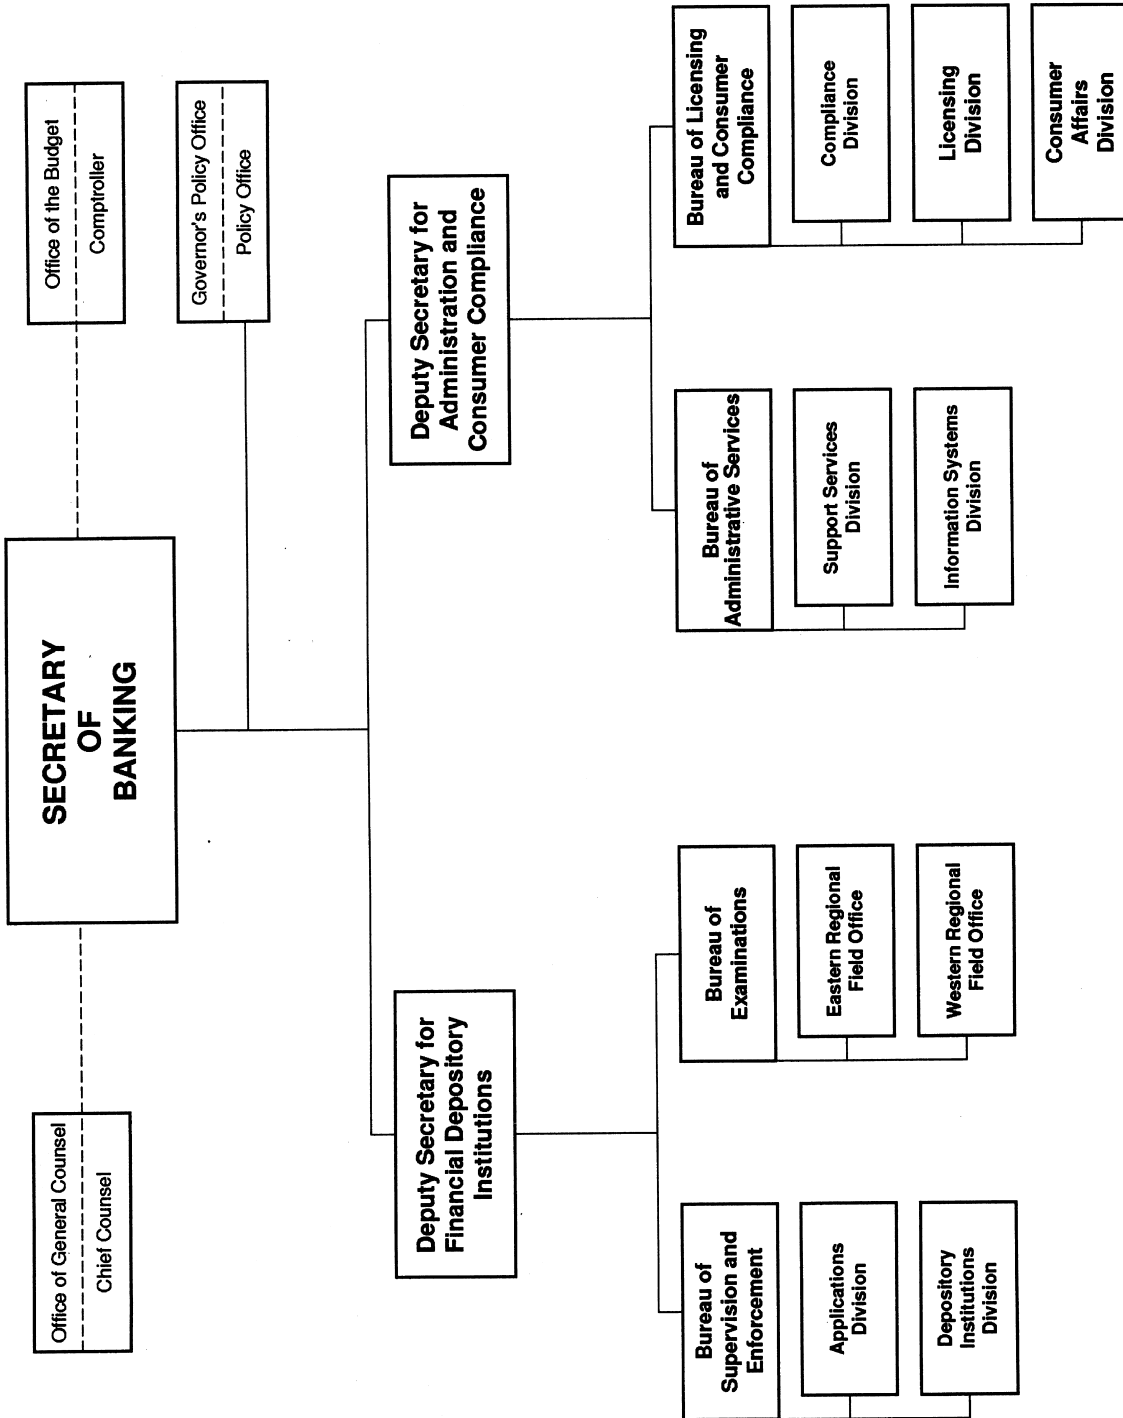 SECRETARY
OF
BANKING
Office of General Counsel
Chief Counsel
Office of the Budget
Comptroller
Governor's Policy Office
Policy Office
Deputy Secretary for
Financial Depository
Institutions
Deputy Secretary for
Administration and
Consumer Compliance
Bureau of
Supervision and
Enforcement
Applications
Division
Depository
Institutions
Division
Bureau of
Examinations
Eastern Regional
Field Office
Western Regional
Field Office
Bureau of
Administrative Services
Support Services
Division
Information Systems
Division
Bureau of Licensing
and Consumer
Compliance
Compliance
Division
Licensing
Division
Consumer
Affairs
Division